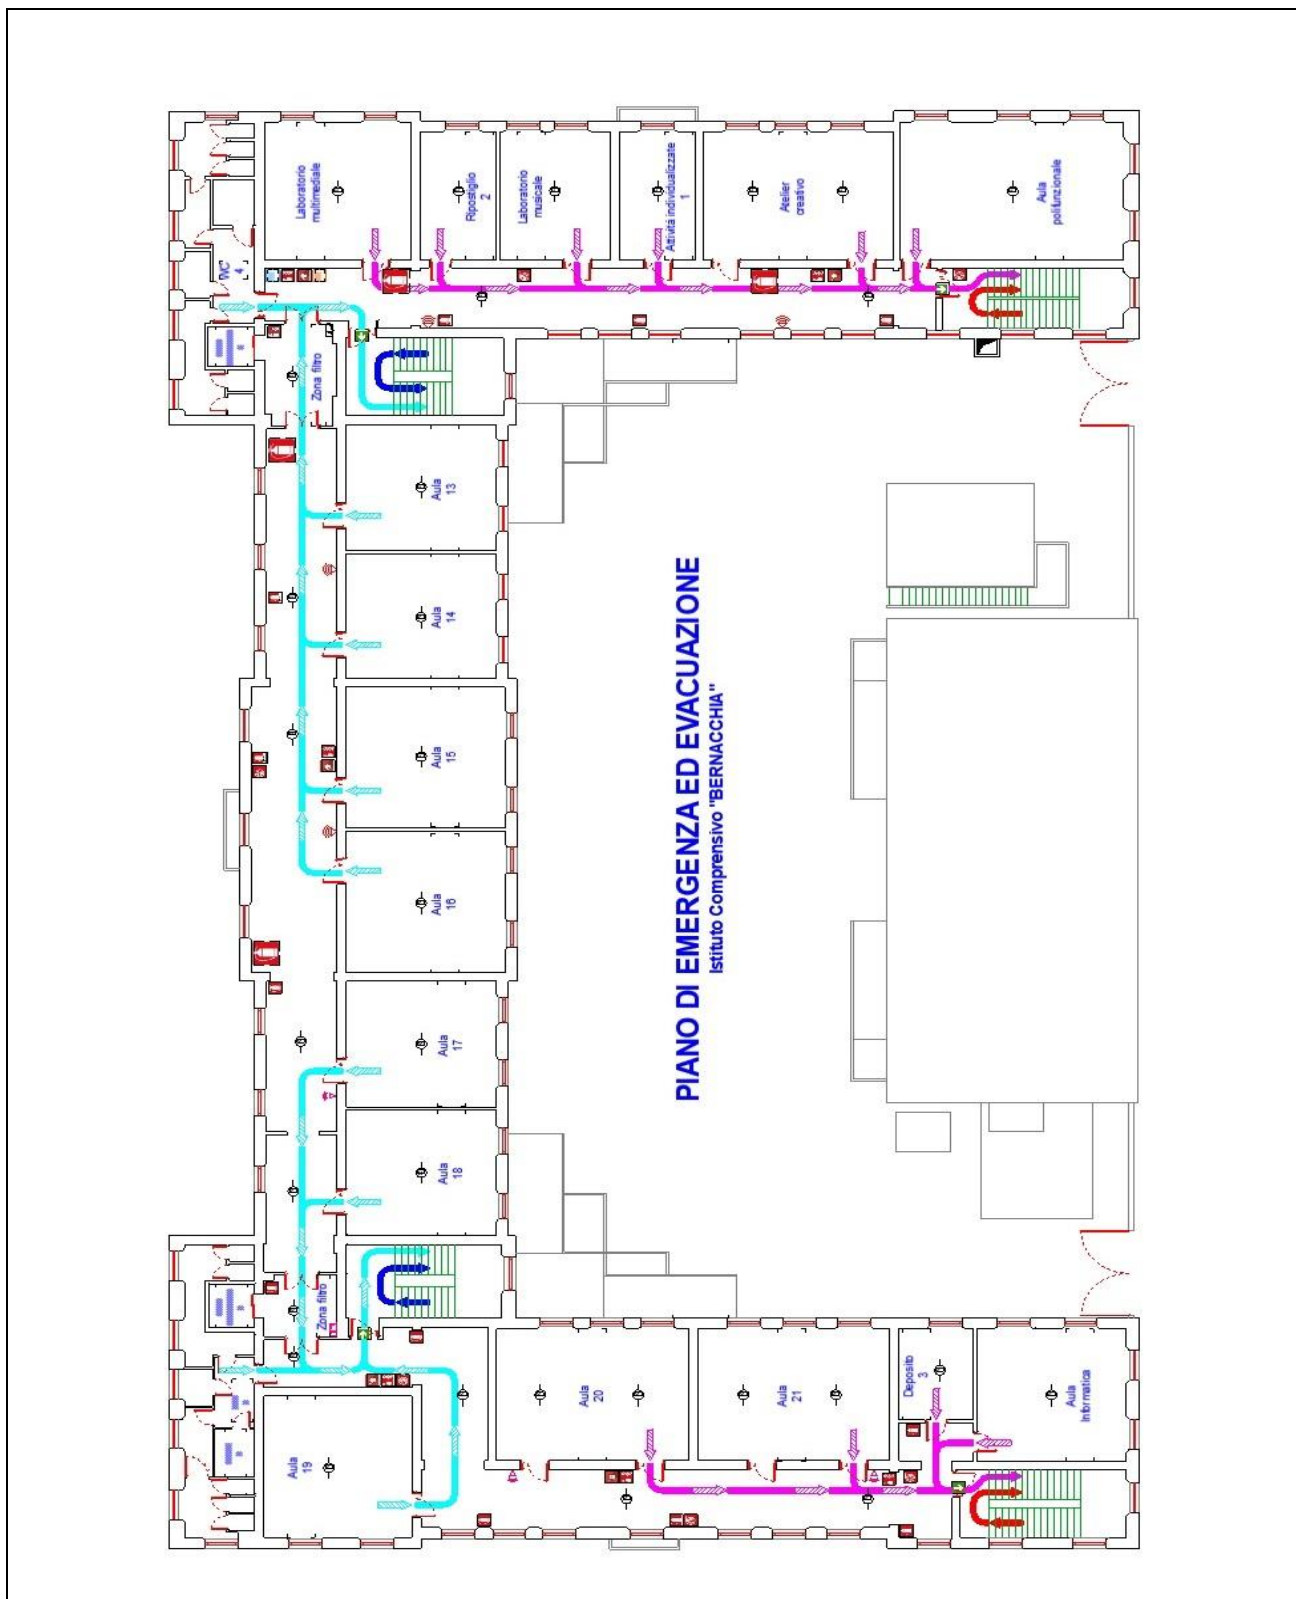 Laboratorio
multimediale
Ripostiglio
2
Laboratorio
musicale
Attività individualizzate
1
Atelier
creativo
Aula
polifunzionale
WC
4
Zona filtro
Aula
13
Aula
14
Aula
15
Aula
16
Aula
17
Aula
18
PIANO DI EMERGENZA ED EVACUAZIONE
Istituto Comprensivo "BERNACCHIA"
Zona filtro
Aula
19
Aula
20
Aula
21
Deposito
3
Aula
Informatica